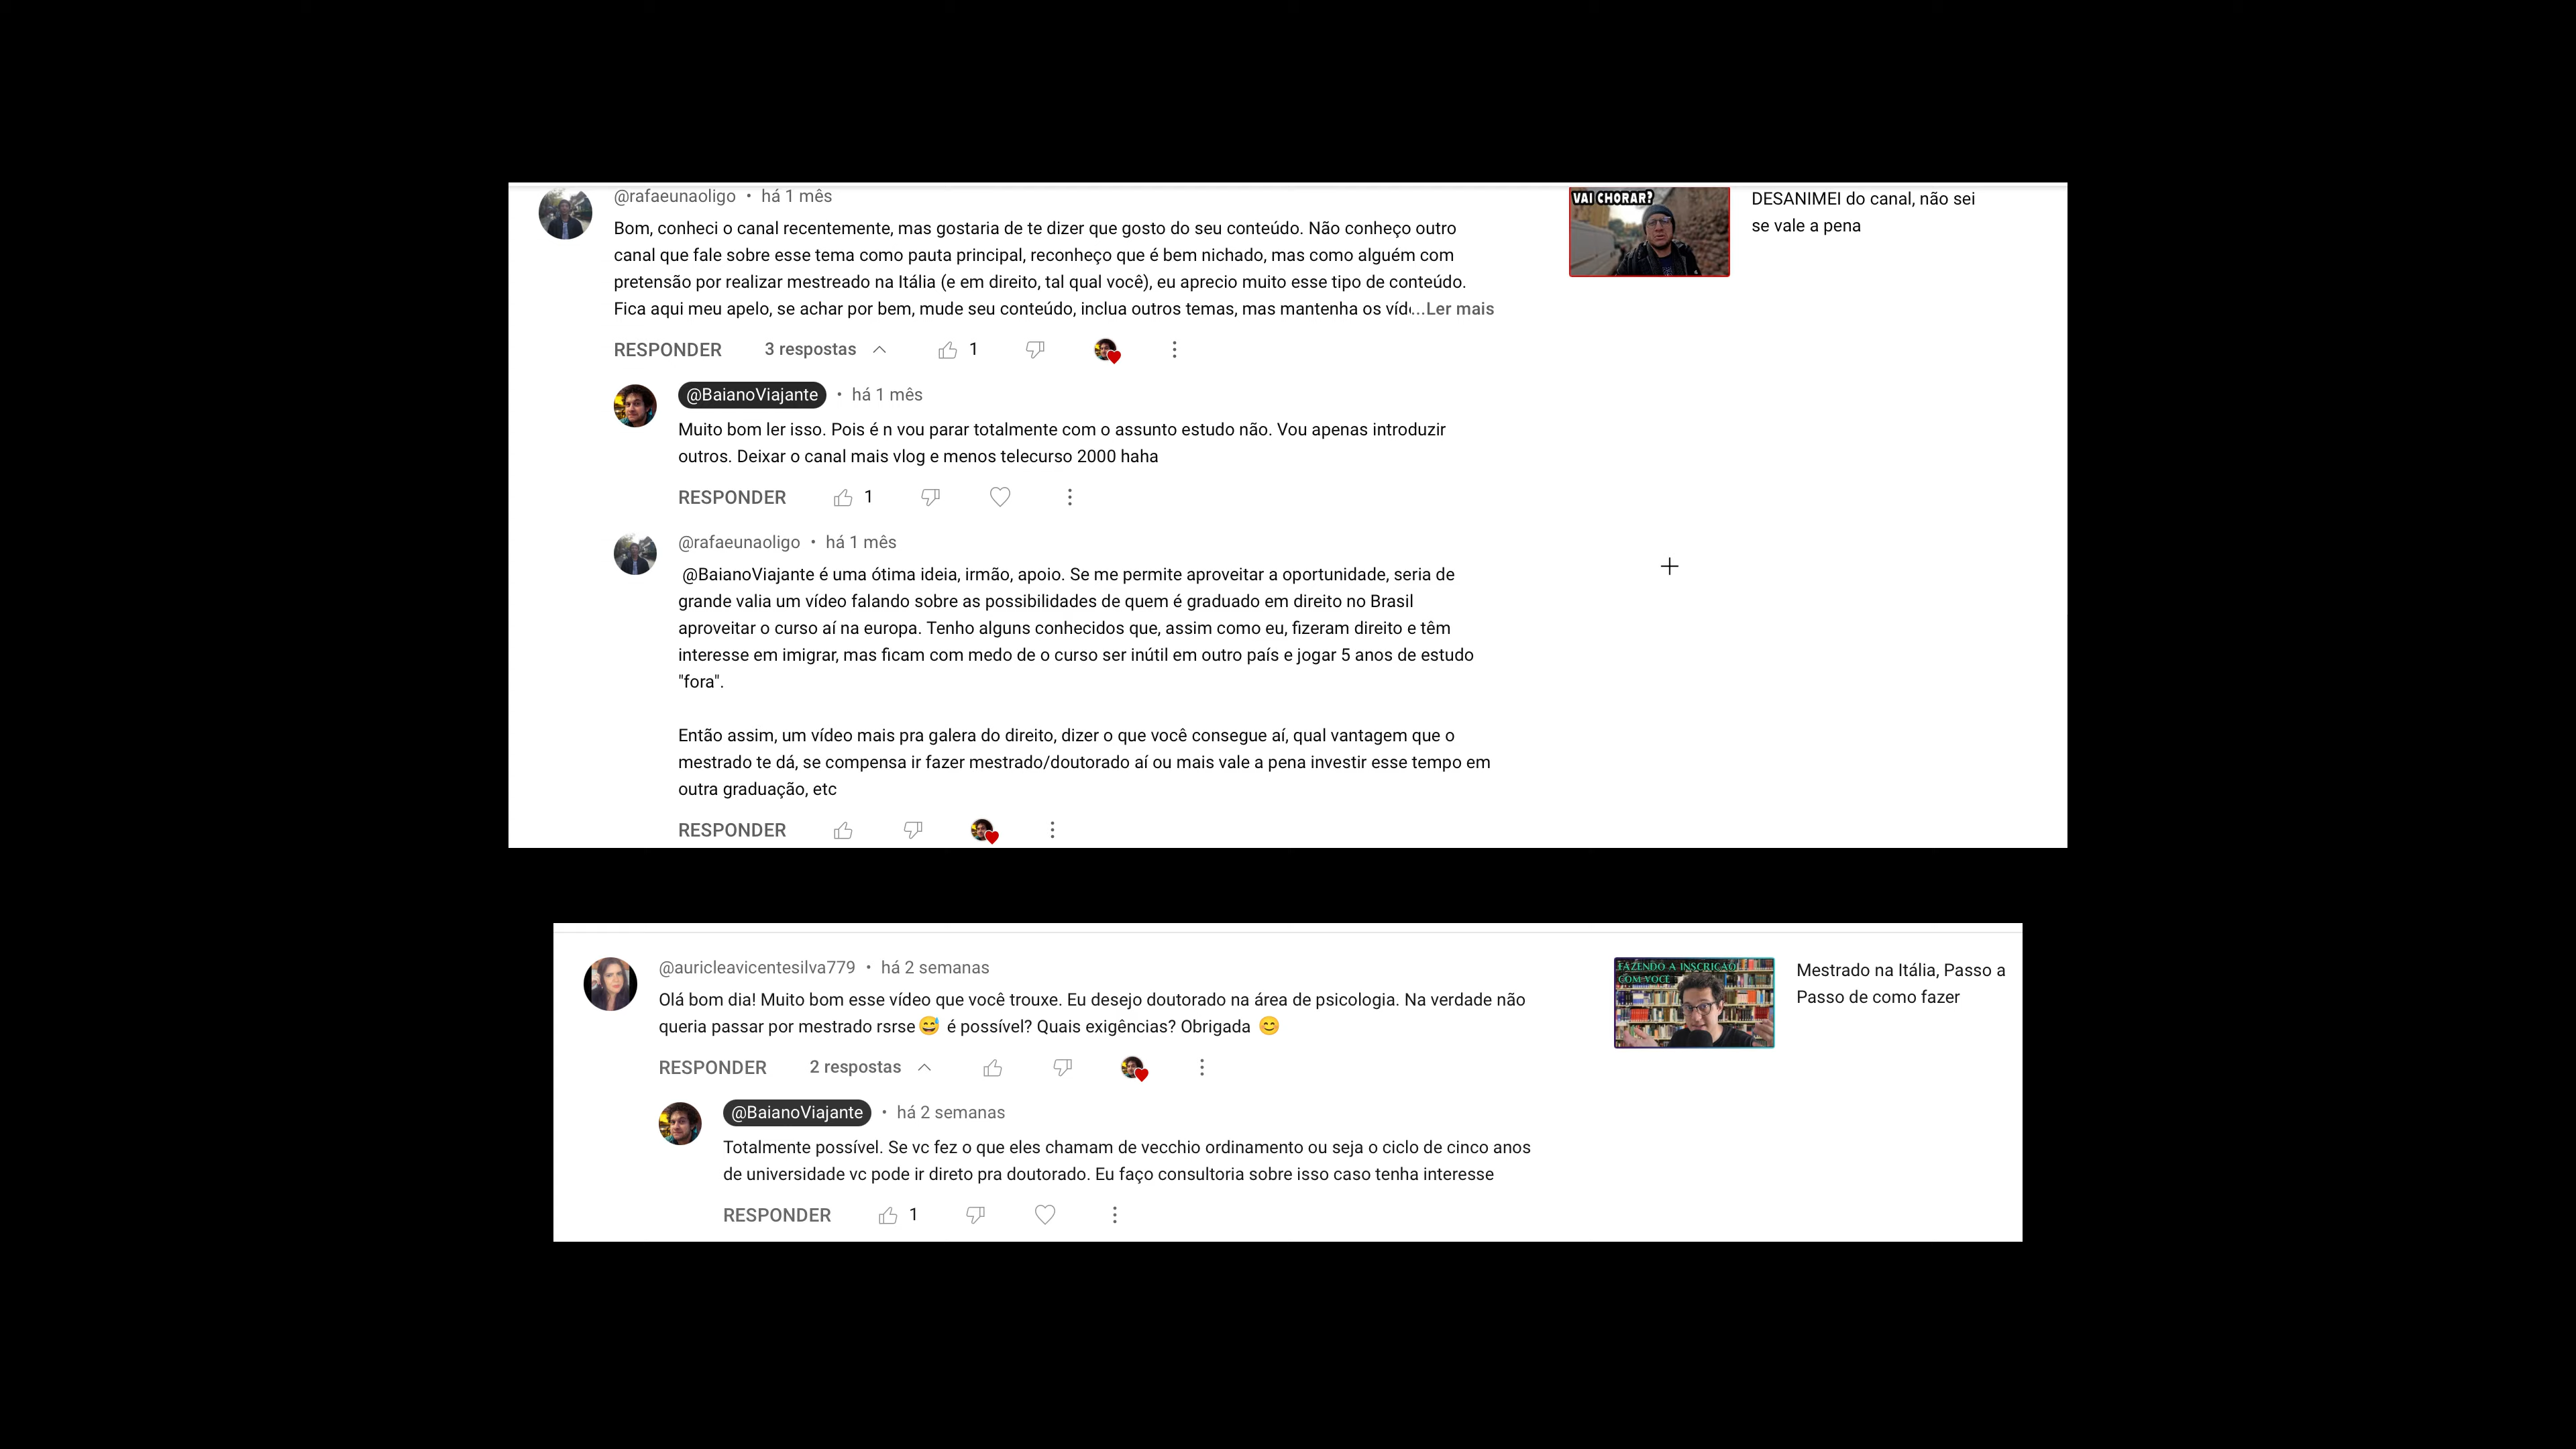 @rafaeunaoligo • há 1 mês
Bom, conheci o canal recentemente, mas gostaria de te dizer que gosto do seu conteúdo. Não conheço outro
canal que fale sobre esse tema como pauta principal, reconheço que é bem nichado, mas como alguém com
pretensão por realizar mestreado na Itália (e em direito, tal qual você), eu aprecio muito esse tipo de conteúdo.
Fica aqui meu apelo, se achar por bem, mude seu conteúdo, inclua outros temas, mas mantenha os víd...Ler mais
RESPONDER 3 respostas 1
VAI CHORAR?
DESANIMEI do canal, não sei
se vale a pena
@BaianoViajante • há 1 mês
Muito bom ler isso. Pois é n vou parar totalmente com o assunto estudo não. Vou apenas introduzir
outros. Deixar o canal mais vlog e menos telecurso 2000 haha
RESPONDER 1
@rafaeunaoligo • há 1 mês
@BaianoViajante é uma ótima ideia, irmão, apoio. Se me permite aproveitar a oportunidade, seria de
grande valia um vídeo falando sobre as possibilidades de quem é graduado em direito no Brasil
aproveitar o curso aí na europa. Tenho alguns conhecidos que, assim como eu, fizeram direito e têm
interesse em imigrar, mas ficam com medo de o curso ser inútil em outro país e jogar 5 anos de estudo
"fora".
Então assim, um vídeo mais pra galera do direito, dizer o que você consegue aí, qual vantagem que o
mestrado te dá, se compensa ir fazer mestrado/doutorado aí ou mais vale a pena investir esse tempo em
outra graduação, etc
RESPONDER
@auricleavicentesilva779 • há 2 semanas
Olá bom dia! Muito bom esse vídeo que você trouxe. Eu desejo doutorado na área de psicologia. Na verdade não
queria passar por mestrado rsrse😅 é possível? Quais exigências? Obrigada 😊
RESPONDER 2 respostas
FAZENDO A INSCRIÇÃO
COM VOCÊ
Mestrado na Itália, Passo a
Passo de como fazer
@BaianoViajante • há 2 semanas
Totalmente possível. Se vc fez o que eles chamam de vecchio ordinamento ou seja o ciclo de cinco anos
de universidade vc pode ir direto pra doutorado. Eu faço consultoria sobre isso caso tenha interesse
RESPONDER 1